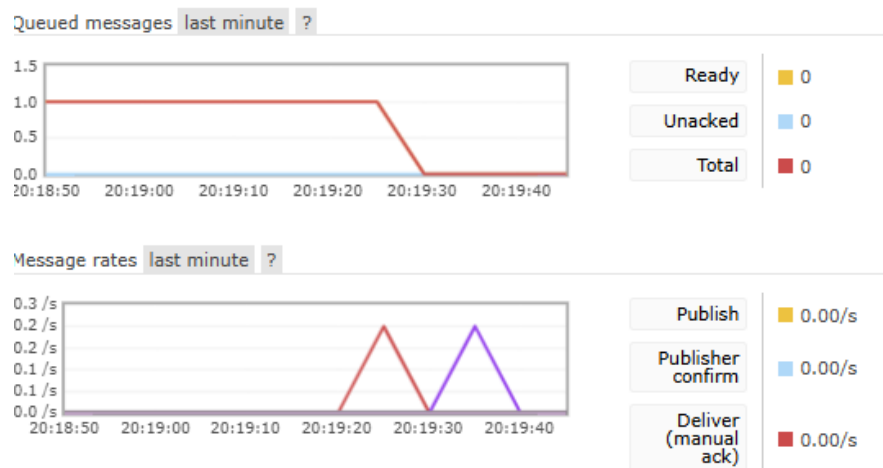 Queued messages last minute ?
1.5
1.0
0.5
0.0
20:18:50 20:19:00 20:19:10 20:19:20 20:19:30 20:19:40
Ready 0
Unacked 0
Total 0
Message rates last minute ?
0.3 /s
0.2 /s
0.2 /s
0.1 /s
0.1 /s
0.0 /s
20:18:50 20:19:00 20:19:10 20:19:20 20:19:30 20:19:40
Publish 0.00/s
Publisher
confirm 0.00/s
Deliver
(manual 0.00/s
ack)